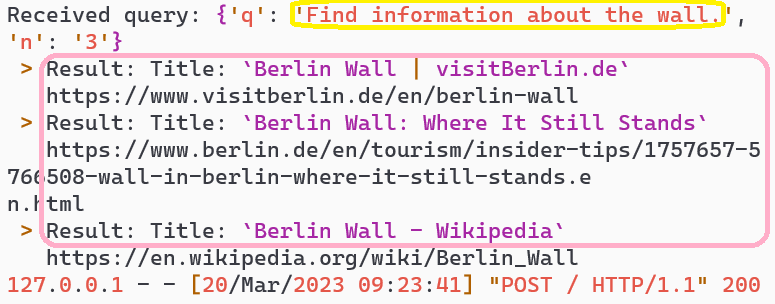 Received query: {'q': 'Find information about the wall.',
'n': '3'}
> Result: Title: `Berlin Wall | visitBerlin.de`
https://www.visitberlin.de/en/berlin-wall
> Result: Title: `Berlin Wall: Where It Still Stands`
https://www.berlin.de/en/tourism/insider-tips/1757657-5
766508-wall-in-berlin-where-it-still-stands.e
n.html
> Result: Title: `Berlin Wall - Wikipedia`
https://en.wikipedia.org/wiki/Berlin_Wall
127.0.0.1 - - [20/Mar/2023 09:23:41] "POST / HTTP/1.1" 200